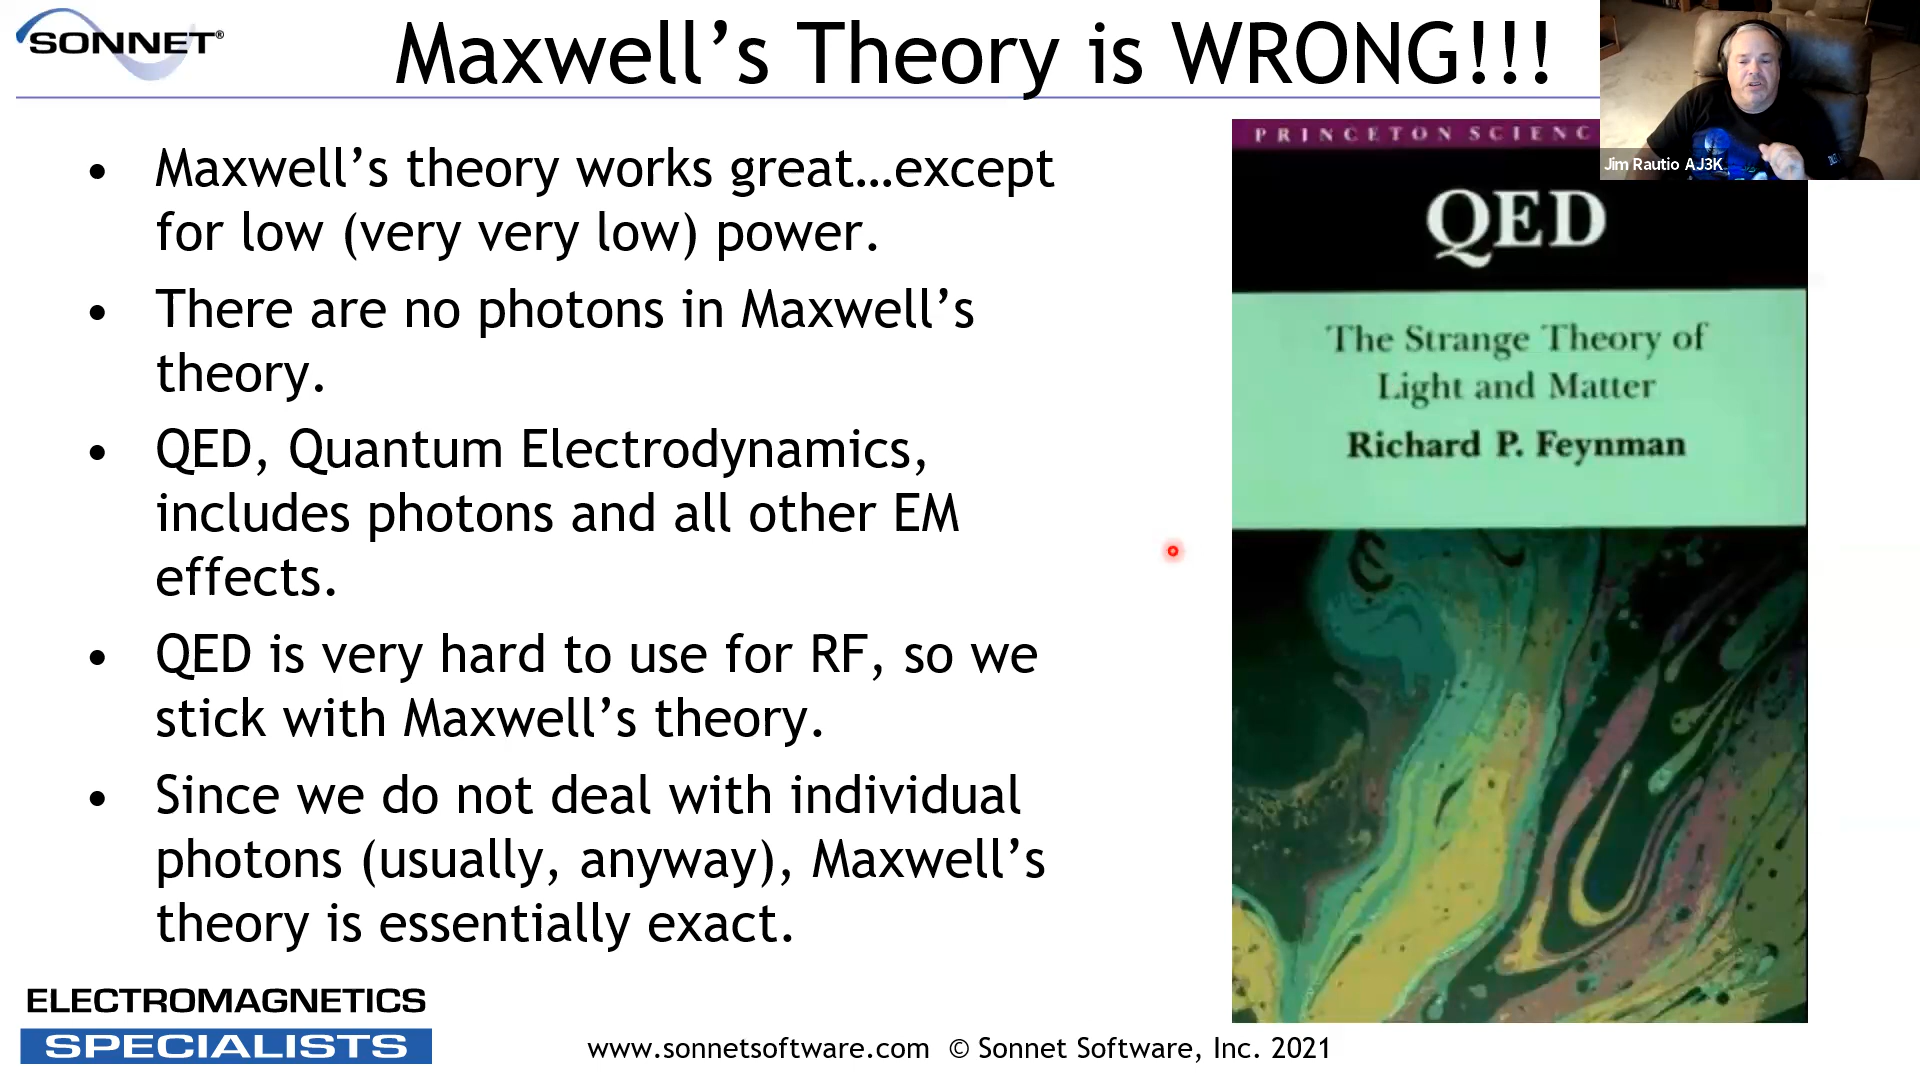 SONNET®
Maxwell’s Theory is WRONG!!!
Jim Rautio AJ3K
• Maxwell’s theory works great…except
for low (very very low) power.
• There are no photons in Maxwell’s
theory.
• QED, Quantum Electrodynamics,
includes photons and all other EM
effects.
• QED is very hard to use for RF, so we
stick with Maxwell’s theory.
• Since we do not deal with individual
photons (usually, anyway), Maxwell’s
theory is essentially exact.
PRINCETON SCIENC
QED
The Strange Theory of
Light and Matter
Richard P. Feynman
ELECTROMAGNETICS
SPECIALISTS
www.sonnetsoftware.com © Sonnet Software, Inc. 2021